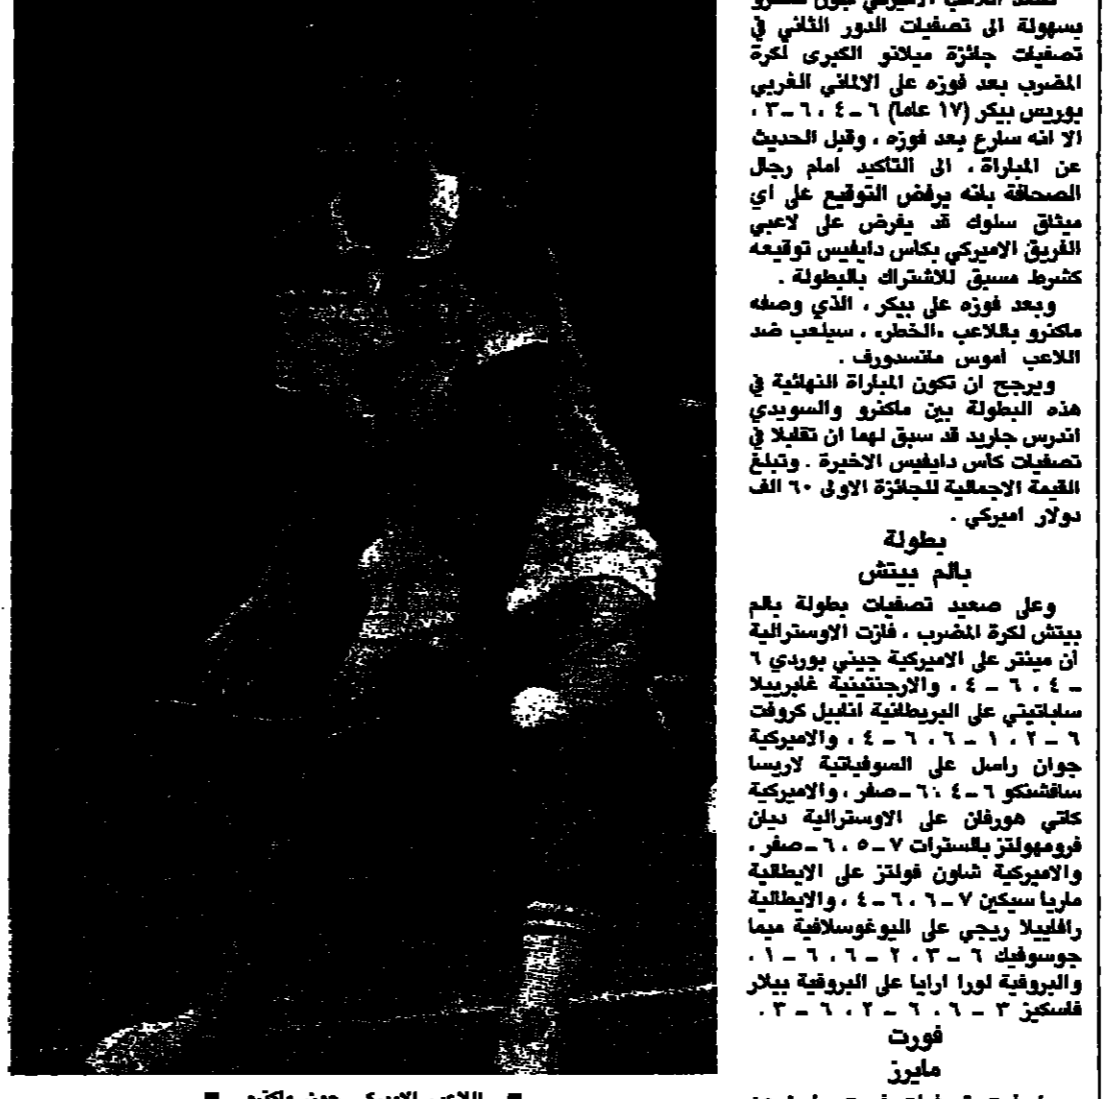 بسهولة الى تصفيات الدور الثاني في
تصفيات جائزة ميلانو الكبرى لكرة
المضرب بعد فوزه على الالماني الغربي
بوريس بيكر (١٧ عاما) ٦ ـ ٤ ، ٦ ـ ٣ ،
الا انه سارع بعد فوزه ، وقبل الحديث
عن المباراة ، الى التأكيد امام رجال
الصحافة بانه يرفض التوقيع على اي
ميثاق سلوك قد يفرض على لاعبي
الفريق الاميركي بكاس دايفيس توقيعه
كشرط مسبق للاشتراك بالبطولة .
وبعد فوزه على بيكر ، الذي وصفه
ماكنرو باللاعب «الخطر» ، سيلعب ضد
اللاعب اموس مانسدورف .
ويرجح ان تكون المباراة النهائية في
هذه البطولة بين ماكنرو والسويدي
اندرس جاريد قد سبق لهما ان تقابلا في
تصفيات كأس دايفيس الاخيرة . وتبلغ
القيمة الاجمالية للجائزة الاولى ٦٠ الف
دولار اميركي .
بطولة
بالم بيتش
وعلى صعيد تصفيات بطولة بالم
بيتش لكرة المضرب ، فازت الاوسترالية
آن مينتر على الاميركية جيني بوردي ٦
ـ ٤ ، ٦ ـ ٤ ، والارجنتينية غابرييلا
ساباتيني على البريطانية انابيل كروفت
٦ ـ ٢ ، ١ ـ ٦ ، ٦ ـ ٤ ، والاميركية
جوان راسل على السوفياتية لاريسا
سافشنكو ٦ ـ ٤ ، ٦ ـ صفر ، والاميركية
كاتي هورفان على الاوسترالية ديان
فرومهولتز بالسترات ٧ ـ ٥ ، ٦ ـ صفر ،
والاميركية شاون فولتز على الايطالية
ماريا سيكين ٧ ـ ٦ ، ٦ ـ ٤ ، والايطالية
رافاييلا ريجي على اليوغوسلافية ميما
جوسوفيك ٦ ـ ٣ ، ٢ ـ ٦ ، ٦ ـ ١ ،
والبروفية لورا ارايا على البروفية بيلار
فاسكيز ٣ ـ ٦ ، ٦ ـ ٢ ، ٦ ـ ٣ .
فورت
مايرز